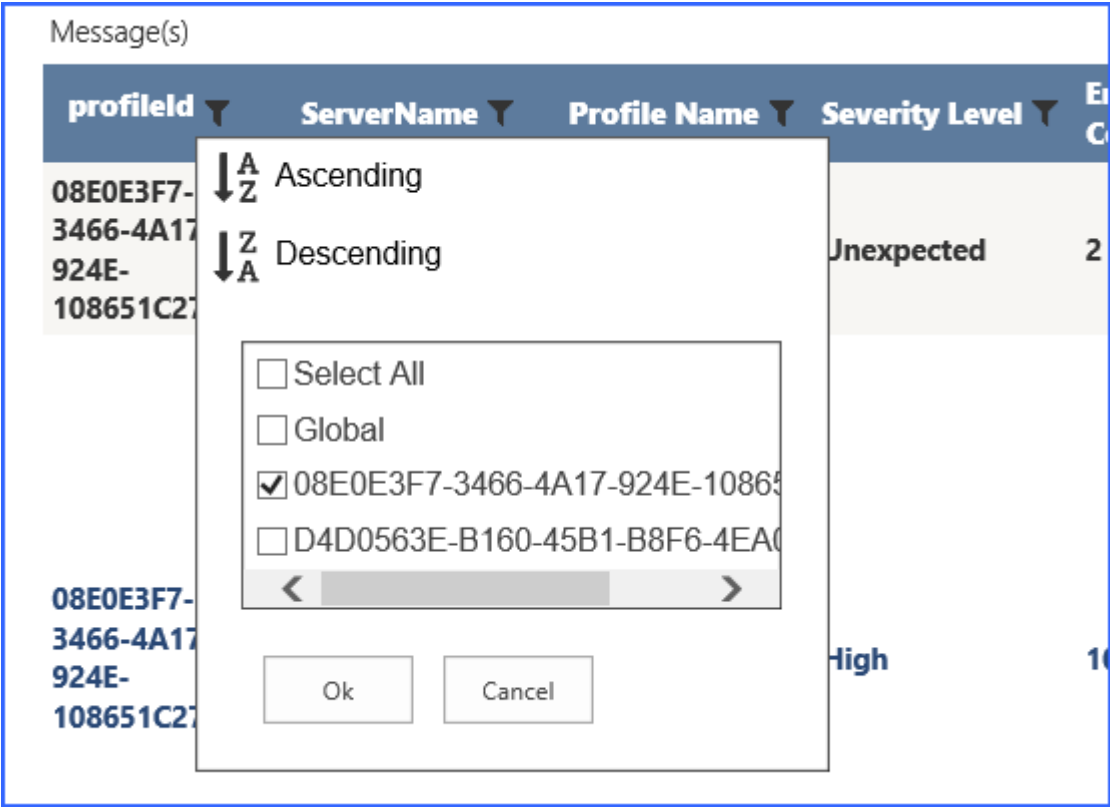 Message(s)
profileId ServerName Profile Name Severity Level
Ascending
Descending
08E0E3F7-
3466-4A17
924E-
108651C27
Unexpected 2
Select All
Global
08E0E3F7-3466-4A17-924E-10865
D4D0563E-B160-45B1-B8F6-4EA0
08E0E3F7-
3466-4A17
924E-
108651C27
High
Ok Cancel